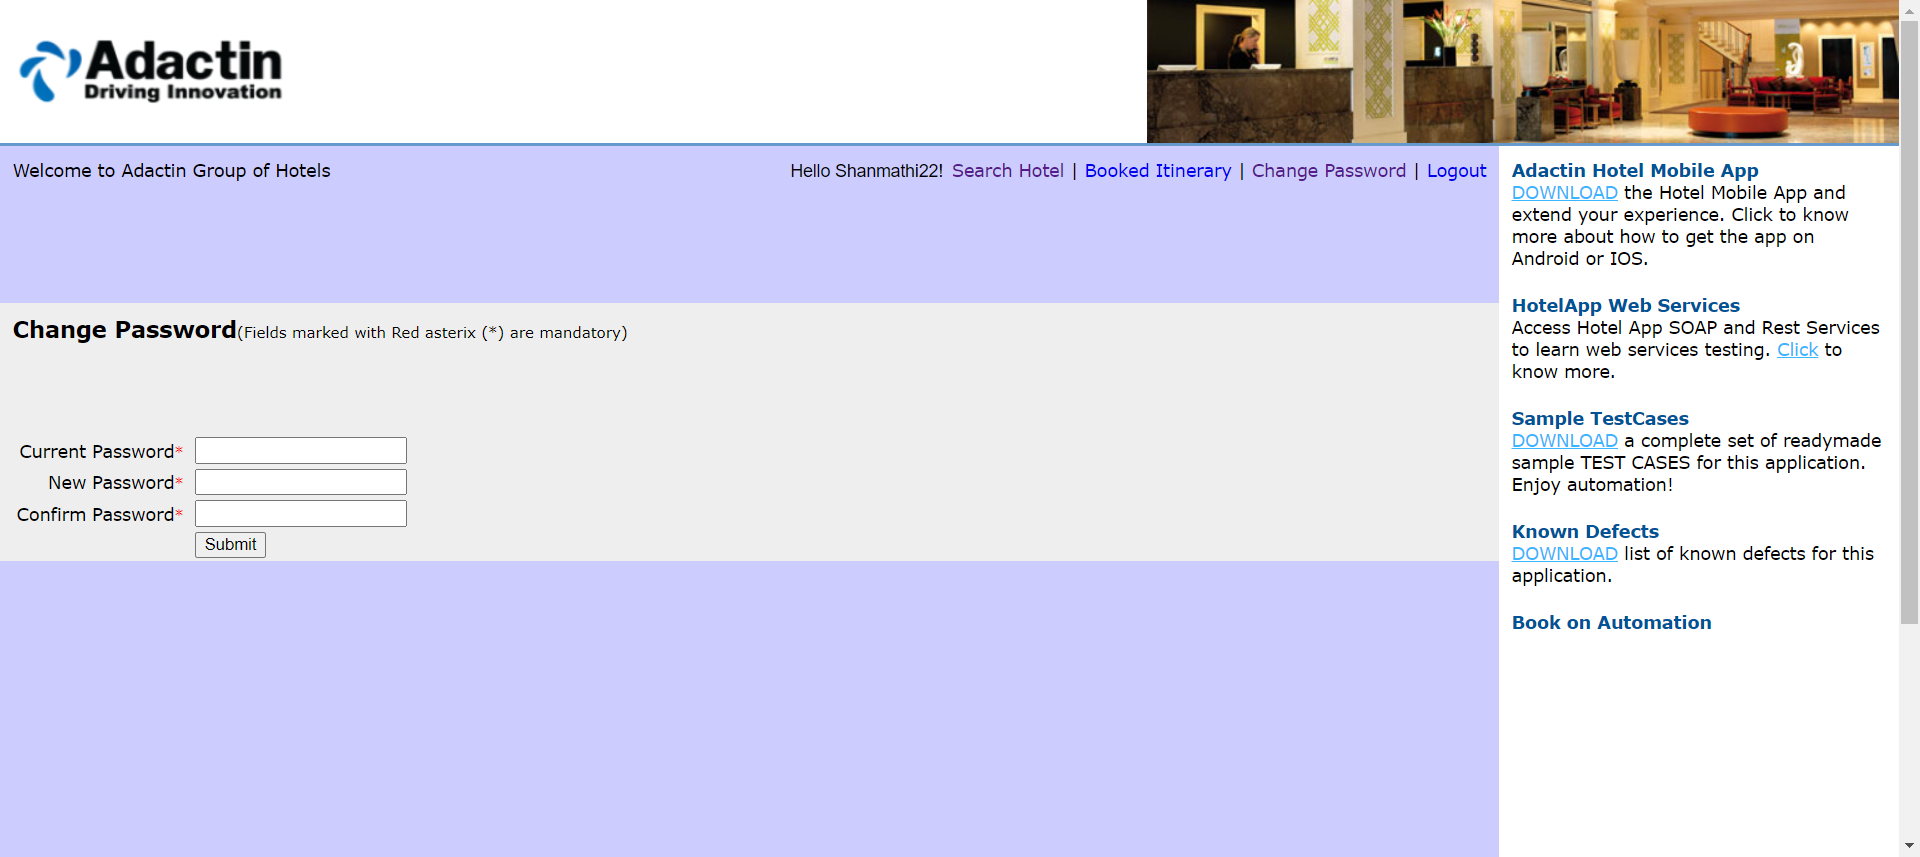 Adactin
Driving Innovation
Welcome to Adactin Group of Hotels
Hello Shanmathi22! Search Hotel | Booked Itinerary | Change Password | Logout
Change Password(Fields marked with Red asterix (*) are mandatory)
Current Password*
New Password*
Confirm Password*
Submit
Adactin Hotel Mobile App
DOWNLOAD the Hotel Mobile App and
extend your experience. Click to know
more about how to get the app on
Android or IOS.
HotelApp Web Services
Access Hotel App SOAP and Rest Services
to learn web services testing. Click to
know more.
Sample TestCases
DOWNLOAD a complete set of readymade
sample TEST CASES for this application.
Enjoy automation!
Known Defects
DOWNLOAD list of known defects for this
application.
Book on Automation